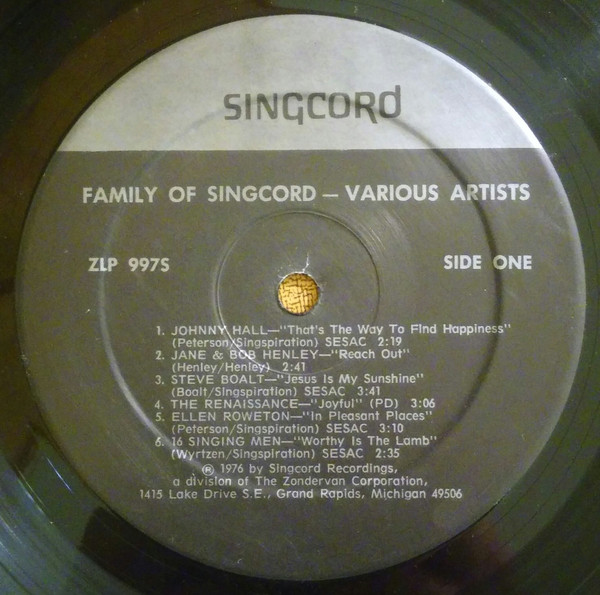 SINGCORD
FAMILY OF SINGCORD — VARIOUS ARTISTS
ZLP 997S SIDE ONE
1. JOHNNY HALL—"That's The Way To Find Happiness"
(Peterson/Singspiration) SESAC 2:19
2. JANE & BOB HENLEY—"Reach Out"
(Henley/Henley) 2:41
3. STEVE BOALT—"Jesus Is My Sunshine"
(Boalt/Singspiration) SESAC 3:41
4. THE RENAISSANCE—"Joyful" (PD) 3:06
5. ELLEN ROWETON—"In Pleasant Places"
(Peterson/Singspiration) SESAC 3:10
6. 16 SINGING MEN—"Worthy Is The Lamb"
(Wyrtzen/Singspiration) SESAC 2:35
℗ 1976 by Singcord Recordings,
a division of The Zondervan Corporation,
1415 Lake Drive S.E., Grand Rapids, Michigan 49506